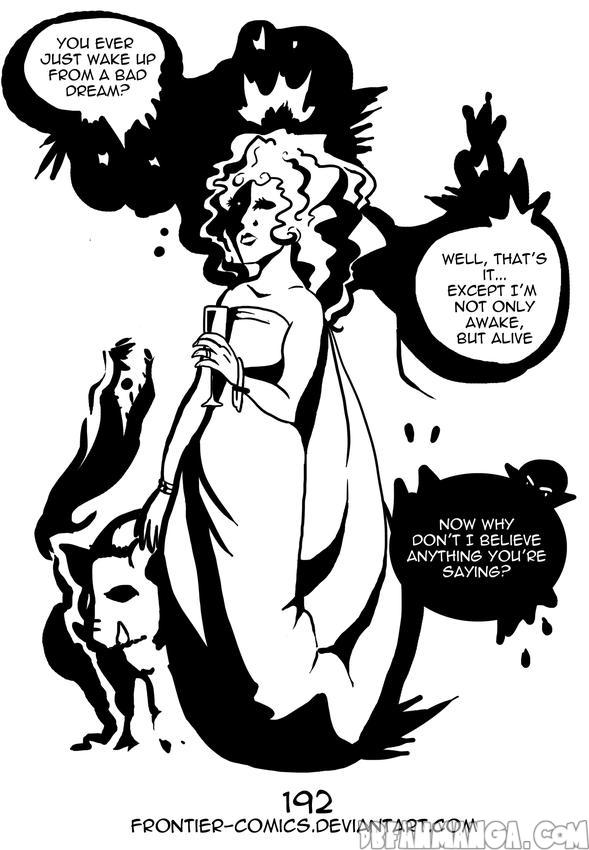 YOU EVER
JUST WAKE UP
FROM A BAD
DREAM?
WELL, THAT'S
IT...
EXCEPT I'M
NOT ONLY
AWAKE,
BUT ALIVE
NOW WHY
DON'T I BELIEVE
ANYTHING YOU'RE
SAYING?
192
FRONTIER-COMICS.DEVIANTART.COM
DBFANMANGA.COM